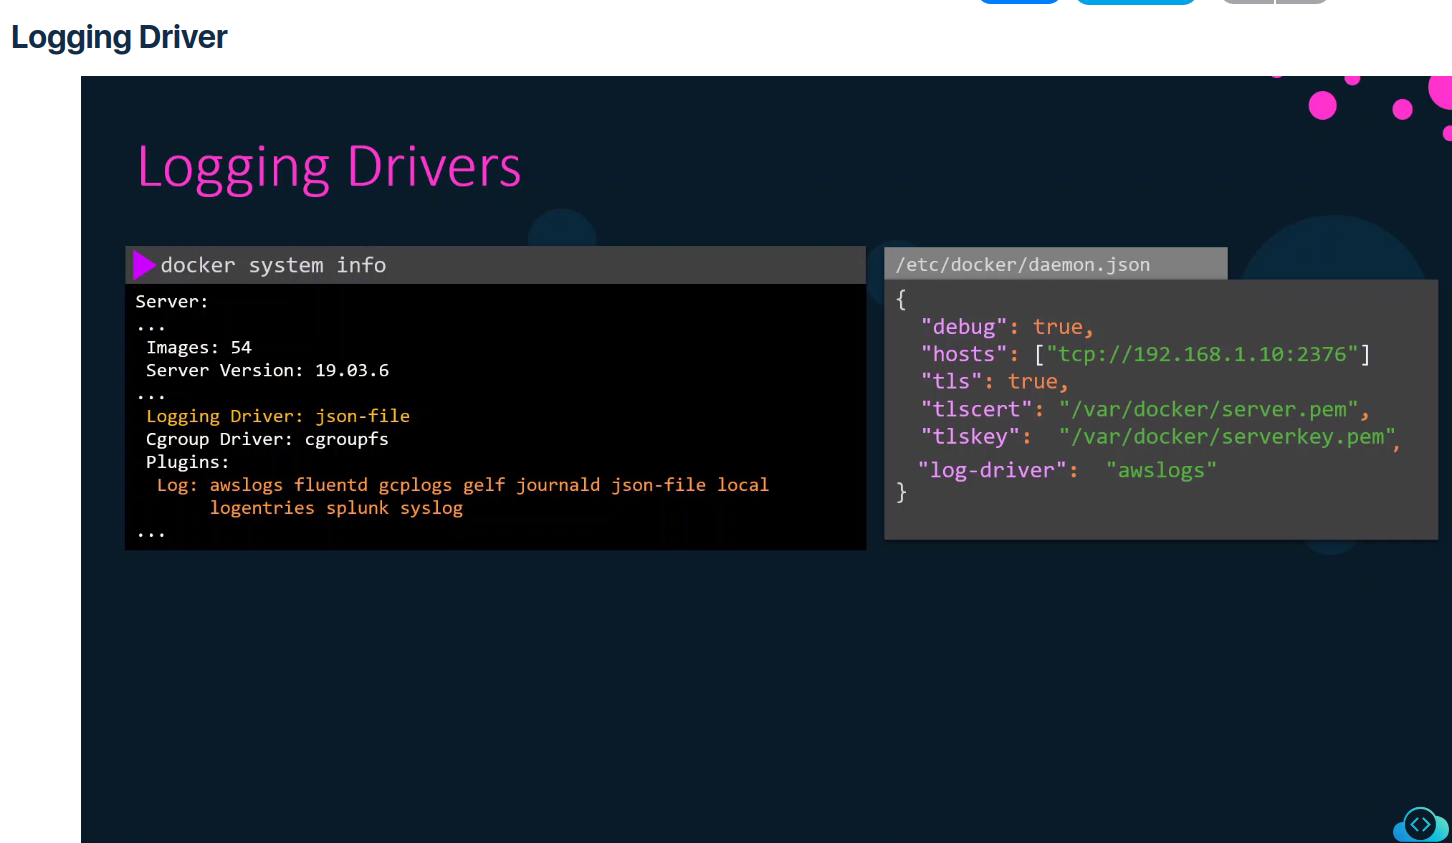 Logging Driver
Logging Drivers
docker system info
Server:
...
Images: 54
Server Version: 19.03.6
...
Logging Driver: json-file
Cgroup Driver: cgroupfs
Plugins:
Log: awslogs fluentd gcplogs gelf journald json-file local
logentries splunk syslog
...
/etc/docker/daemon.json
{
"debug": true,
"hosts": ["tcp://192.168.1.10:2376"]
"tls": true,
"tlscert": "/var/docker/server.pem",
"tlskey": "/var/docker/serverkey.pem",
"log-driver": "awslogs"
}